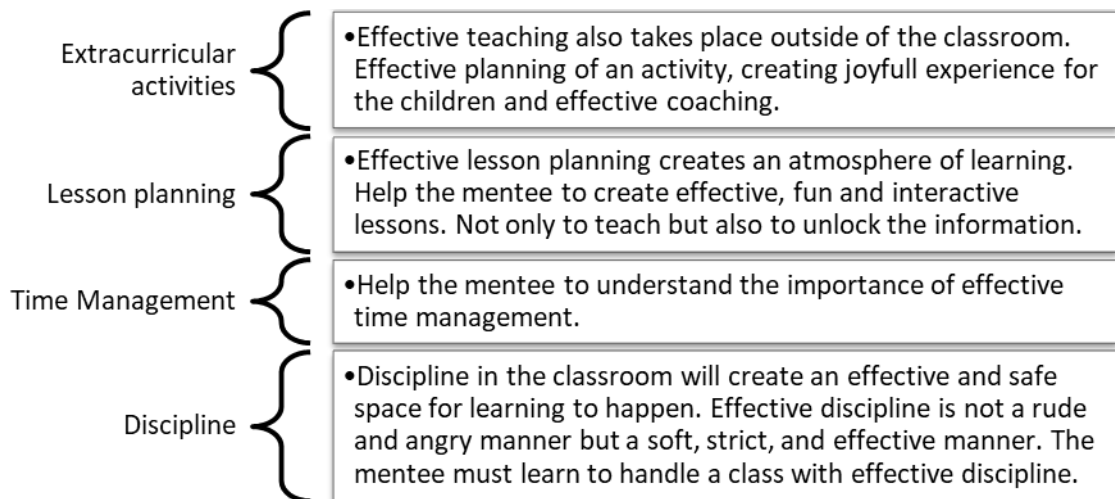 Extracurricular
activities
•Effective teaching also takes place outside of the classroom.
Effective planning of an activity, creating joyfull experience for
the children and effective coaching.
Lesson planning
•Effective lesson planning creates an atmosphere of learning.
Help the mentee to create effective, fun and interactive
lessons. Not only to teach but also to unlock the information.
Time Management
•Help the mentee to understand the importance of effective
time management.
Discipline
•Discipline in the classroom will create an effective and safe
space for learning to happen. Effective discipline is not a rude
and angry manner but a soft, strict, and effective manner. The
mentee must learn to handle a class with effective discipline.